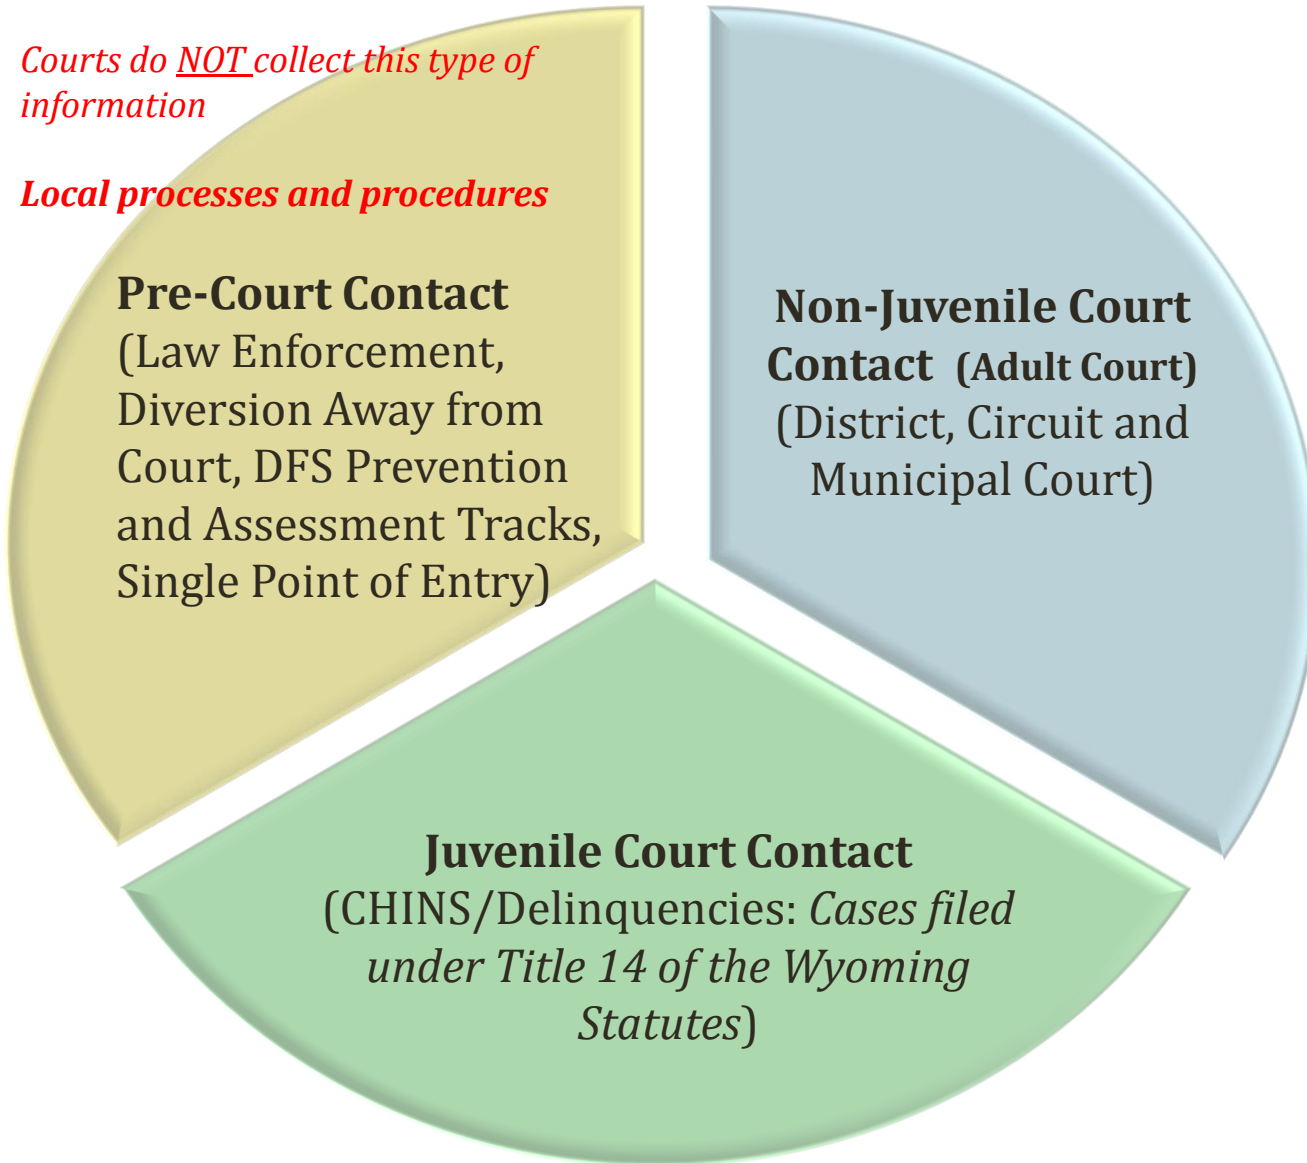 Courts do NOT collect this type of
information
Local processes and procedures
Pre-Court Contact
(Law Enforcement,
Diversion Away from
Court, DFS Prevention
and Assessment Tracks,
Single Point of Entry)
Non-Juvenile Court
Contact (Adult Court)
(District, Circuit and
Municipal Court)
Juvenile Court Contact
(CHINS/Delinquencies: Cases filed
under Title 14 of the Wyoming
Statutes)